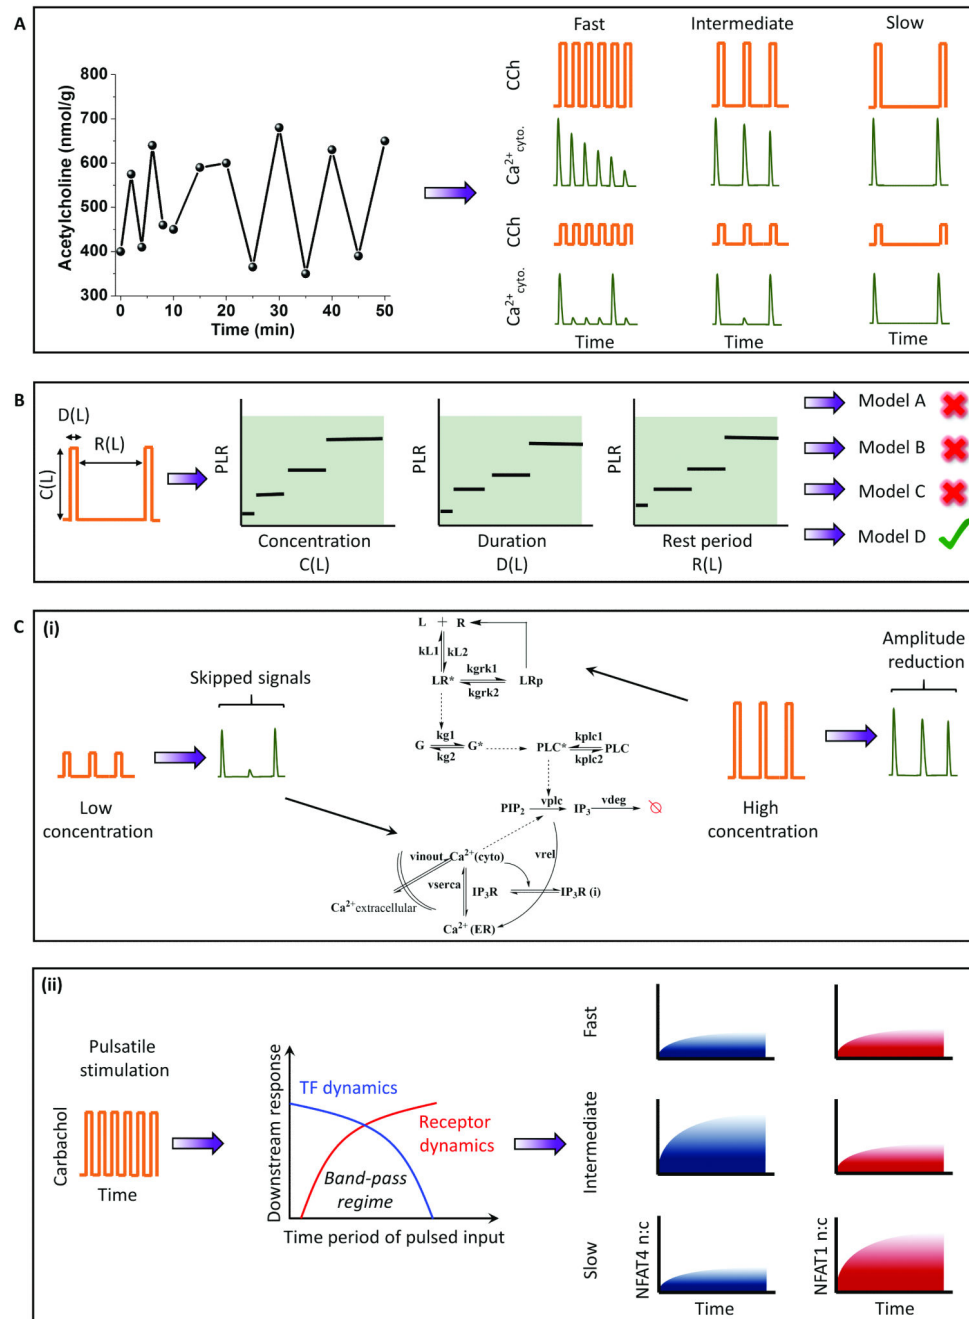 A
Fast
Intermediate
Slow
CCh
Acetylcholine (nmol/g)
800
700
600
500
400
300
0
10
20
30
40
50
Time (min)
Ca2+cyto.
CCh
Ca2+cyto.
Time
Time
Time
B
D(L)
R(L)
C(L)
PLR
Concentration
C(L)
PLR
Duration
D(L)
PLR
Rest period
R(L)
Model A
Model B
Model C
Model D
C
(i)
Skipped signals
Low
concentration
L + R
kL1
kL2
LR*
kgrk1
kgrk2
LRp
G
kg1
kg2
G*
PLC*
kplc1
kplc2
PLC
PIP2
vplc
IP3
vdeg
vrel
vinout
Ca2+(cyto)
vserca
IP3R
IP3R (i)
Ca2+extracellular
Ca2+(ER)
High
concentration
Amplitude
reduction
(ii)
Pulsatile
stimulation
Carbachol
Time
Downstream response
TF dynamics
Receptor
dynamics
Band-pass
regime
Time period of pulsed input
Fast
Intermediate
Slow
NFAT4 n:c
Time
NFAT1 n:c
Time